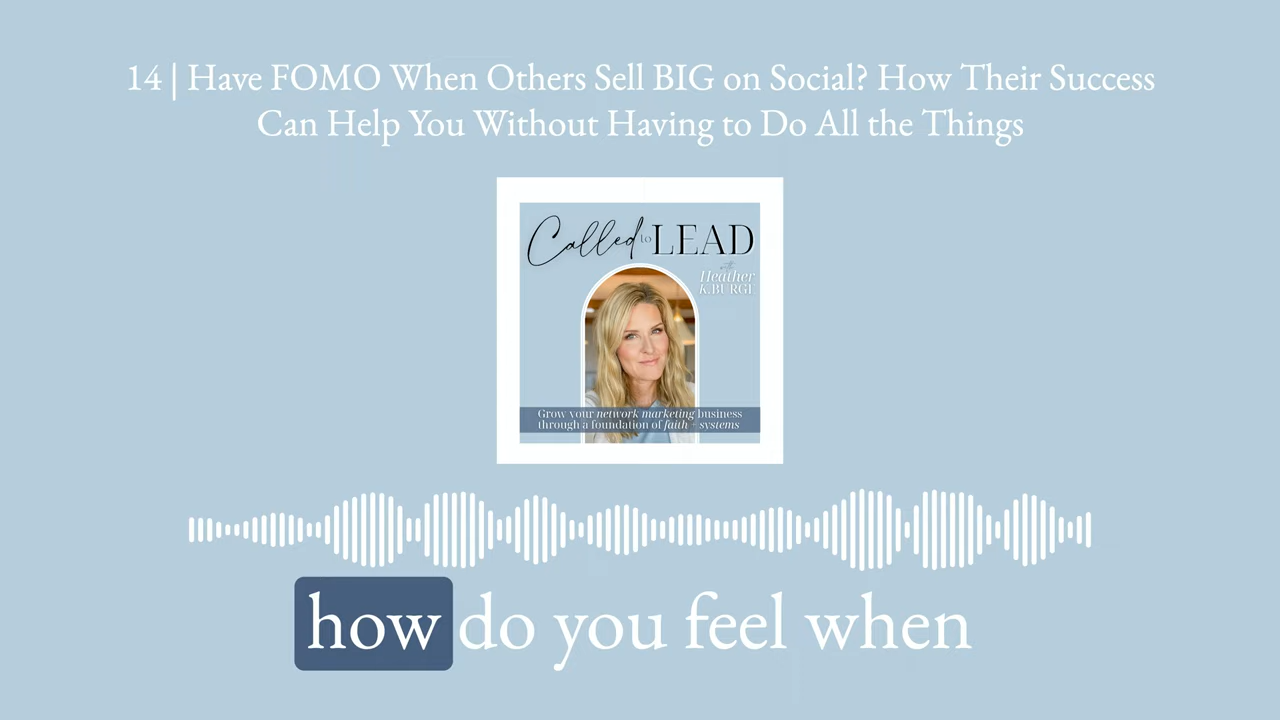 14 | Have FOMO When Others Sell BIG on Social? How Their Success
Can Help You Without Having to Do All the Things
Called to LEAD
with
Heather
K.BURGE
Grow your network marketing business
through a foundation of faith + systems
how do you feel when